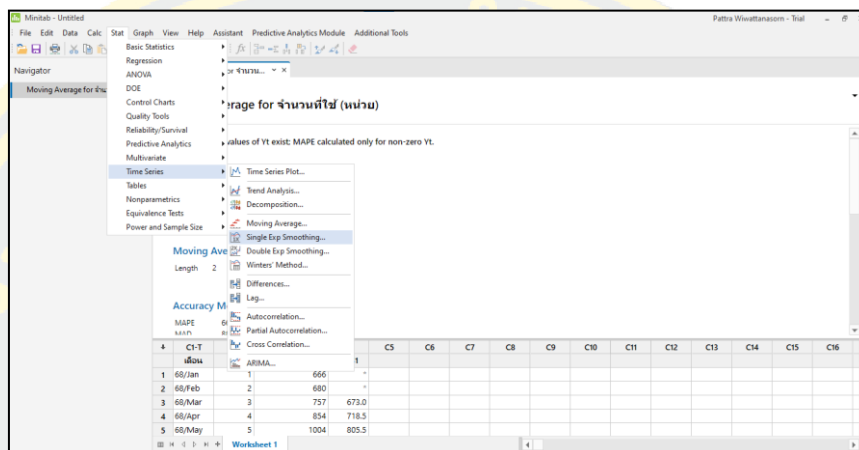 Minitab - Untitled
Pattra Wiwattanasorn - Trial
File Edit Data Calc Stat Graph View Help Assistant Predictive Analytics Module Additional Tools
Navigator
Moving Average for
Basic Statistics
Regression
ANOVA
DOE
Control Charts
Quality Tools
Reliability/Survival
Predictive Analytics
Multivariate
Time Series
Tables
Nonparametrics
Equivalence Tests
Power and Sample Size
Time Series Plot...
Trend Analysis...
Decomposition...
Moving Average...
Single Exp Smoothing...
Double Exp Smoothing...
Winters' Method...
Differences...
Lag...
Autocorrelation...
Partial Autocorrelation...
Cross Correlation...
ARIMA...
or จำนวน...
erage for จำนวนที่ใช้ (หน่วย)
values of Yt exist; MAPE calculated only for non-zero Yt.
Moving Ave
Length 2
Accuracy M
MAPE
MAD
C1-T C5 C6 C7 C8 C9 C10 C11 C12 C13 C14 C15 C16
เดือน 1
1 68/Jan 1 666 *
2 68/Feb 2 680 *
3 68/Mar 3 757 673.0
4 68/Apr 4 854 718.5
5 68/May 5 1004 805.5
Worksheet 1